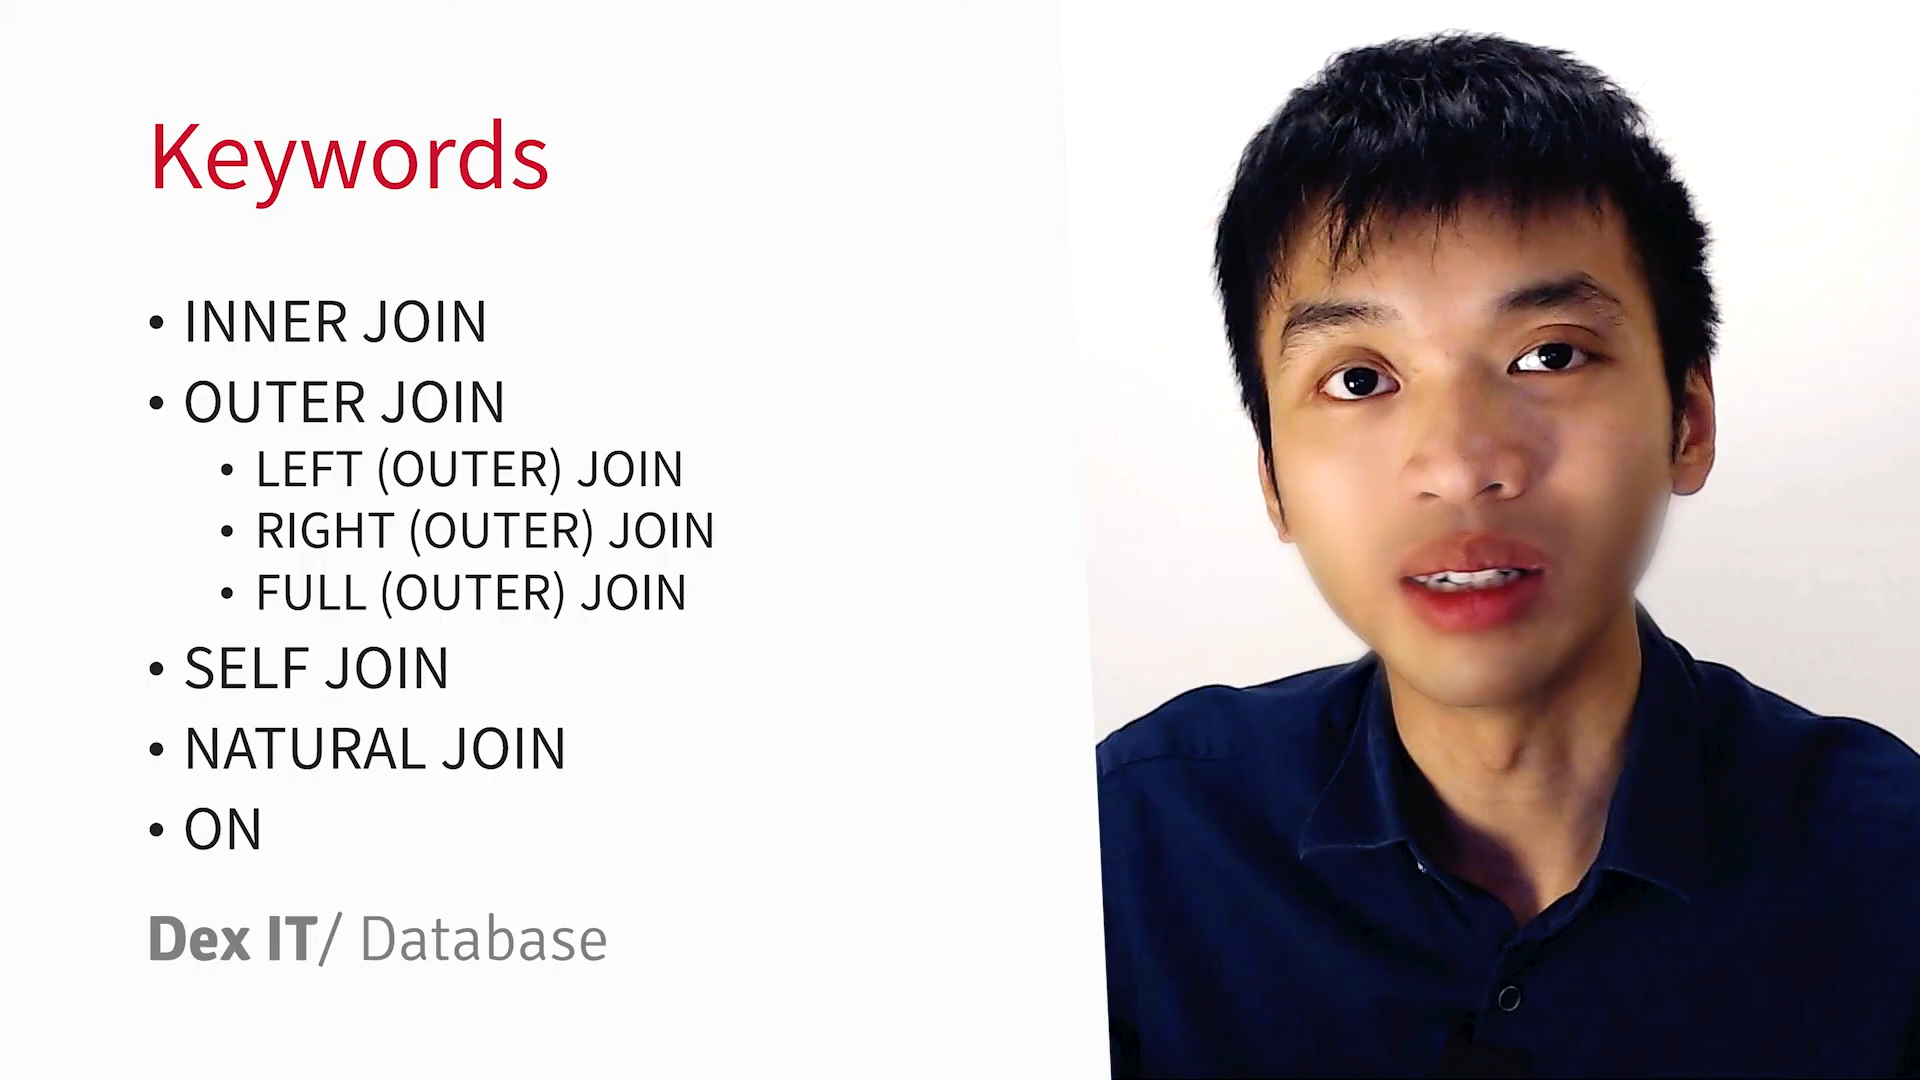 Keywords
• INNER JOIN
• OUTER JOIN
• LEFT (OUTER) JOIN
• RIGHT (OUTER) JOIN
• FULL (OUTER) JOIN
• SELF JOIN
• NATURAL JOIN
• ON
Dex IT/ Database